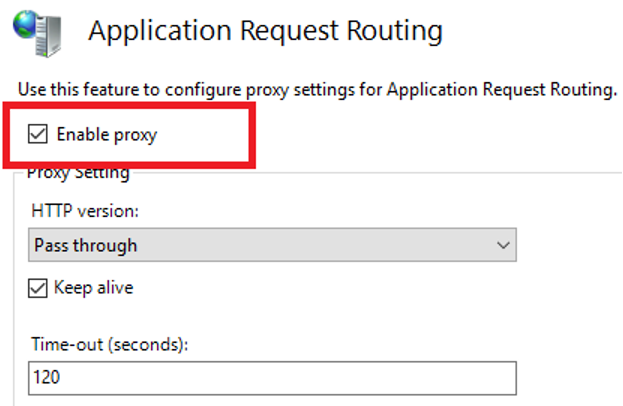 Application Request Routing
Use this feature to configure proxy settings for Application Request Routing.
Enable proxy
Proxy Setting
HTTP version:
Pass through
Keep alive
Time-out (seconds):
120